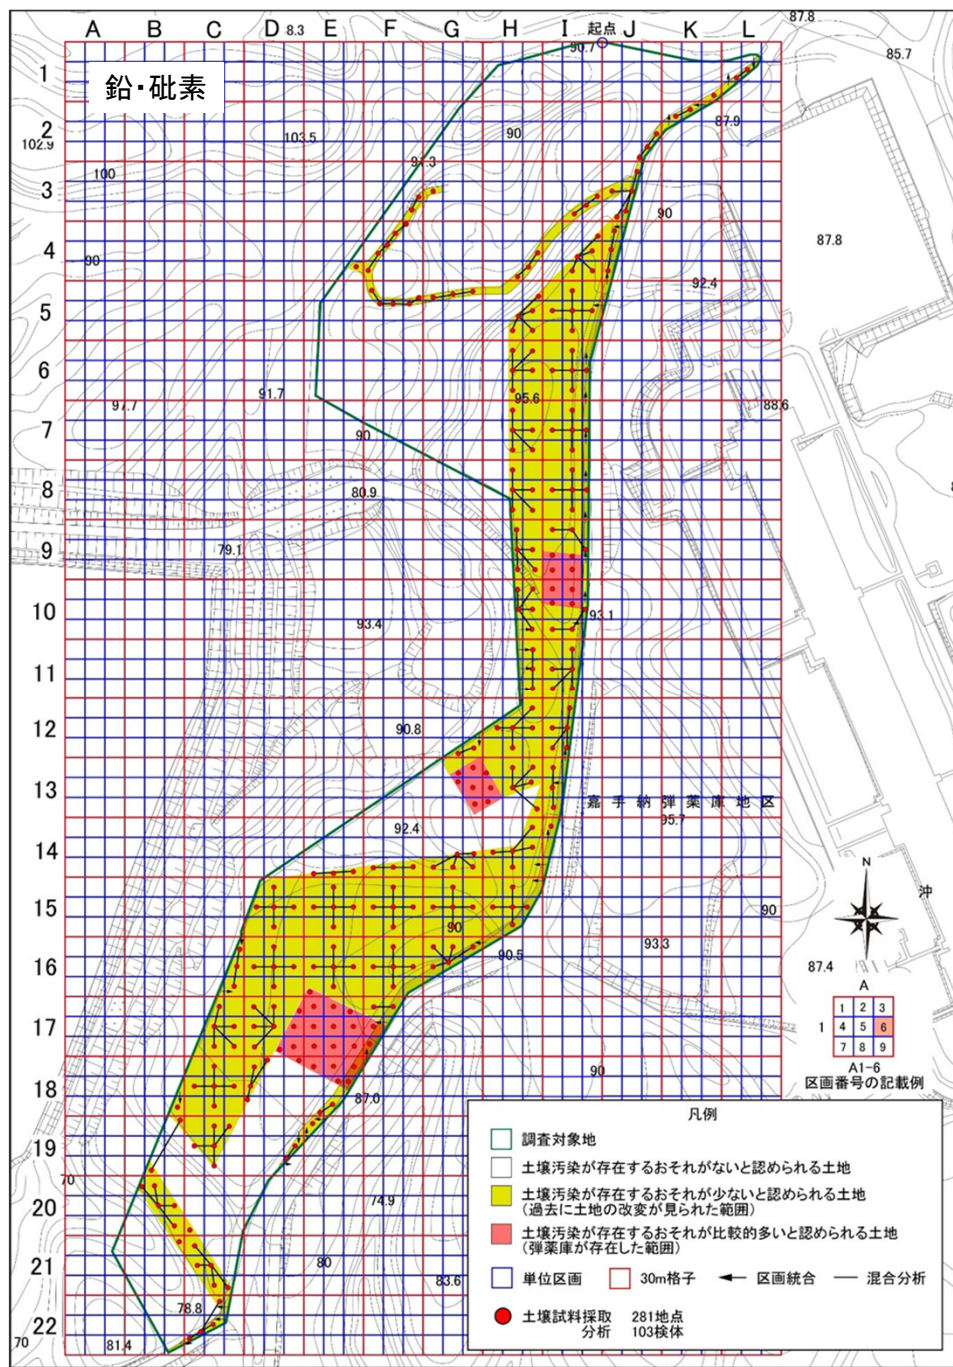 8.3
87.8
A B C D E F G H I J K L
起点
90.7
85.7
1
鉛・砒素
87.9
2
103.5
90
102.9
100
3
90
87.8
4
90
92.4
5
6
91.7
95.6
97.7
88.6
7
90
8
80.9
9
79.1
10
93.4
93.1
11
12
90.8
13
嘉手納弾薬庫地区
92.4
95.7
14
N
沖
15
90
90
16
90.5
93.3
87.4
A
1 2 3
17
1 4 5 6
7 8 9
A1-6
区画番号の記載例
18
90
87.0
凡例
調査対象地
19
土壌汚染が存在するおそれがないと認められる土地
70
土壌汚染が存在するおそれが少ないと認められる土地
(過去に土地の改変が見られた範囲)
20
74.9
土壌汚染が存在するおそれが比較的多いと認められる土地
(弾薬庫が存在した範囲)
21
80
83.6
単位区画 30m格子 区画統合 混合分析
78.8
土壌試料採取 281地点
分析 103検体
22
70
81.4